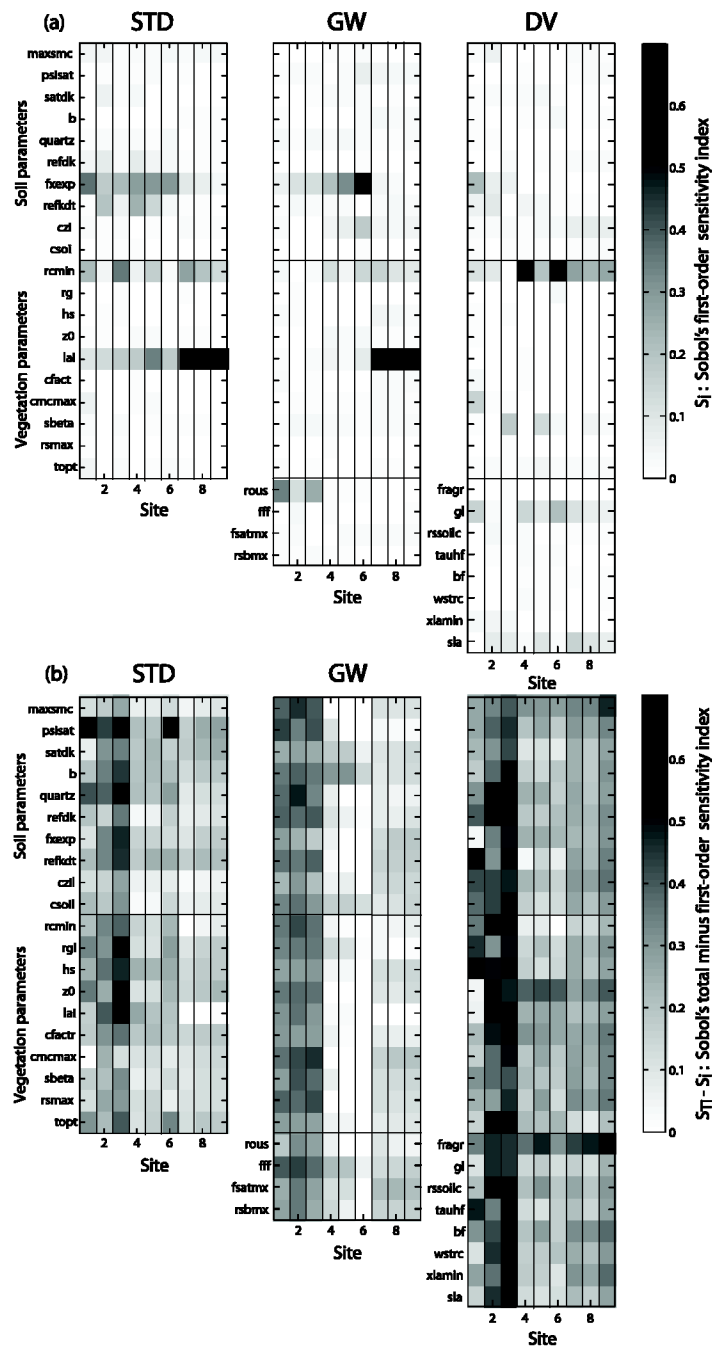 (a) STD GW DV
Soil parameters
maxsmc
psisat
satdk
b
quartz
refdk
fxexp
refkdt
czil
csoil
Vegetation parameters
rcmin
rg
hs
z0
lai
cfact
cmcmax
sbeta
rsmax
topt
2 4 6 8
Site
rous
fff
fsatmx
rsbmx
2 4 6 8
Site
fragr
gl
rssoilc
tauhf
bf
wstrc
xlamin
sla
2 4 6 8
Site
0.6
0.5
0.4
0.3
0.2
0.1
0
Si : Sobol's first-order sensitivity index
(b) STD GW DV
Soil parameters
maxsmc
psisat
satdk
b
quartz
refdk
fxexp
refkdt
czil
csoil
Vegetation parameters
rcmin
rgl
hs
z0
lai
cfactr
cmcmax
sbeta
rsmax
topt
2 4 6 8
Site
rous
fff
fsatmx
rsbmx
2 4 6 8
Site
fragr
gl
rssoilc
tauhf
bf
wstrc
xlamin
sla
2 4 6 8
Site
0.6
0.5
0.4
0.3
0.2
0.1
0
STi - Si : Sobol's total minus first-order sensitivity index